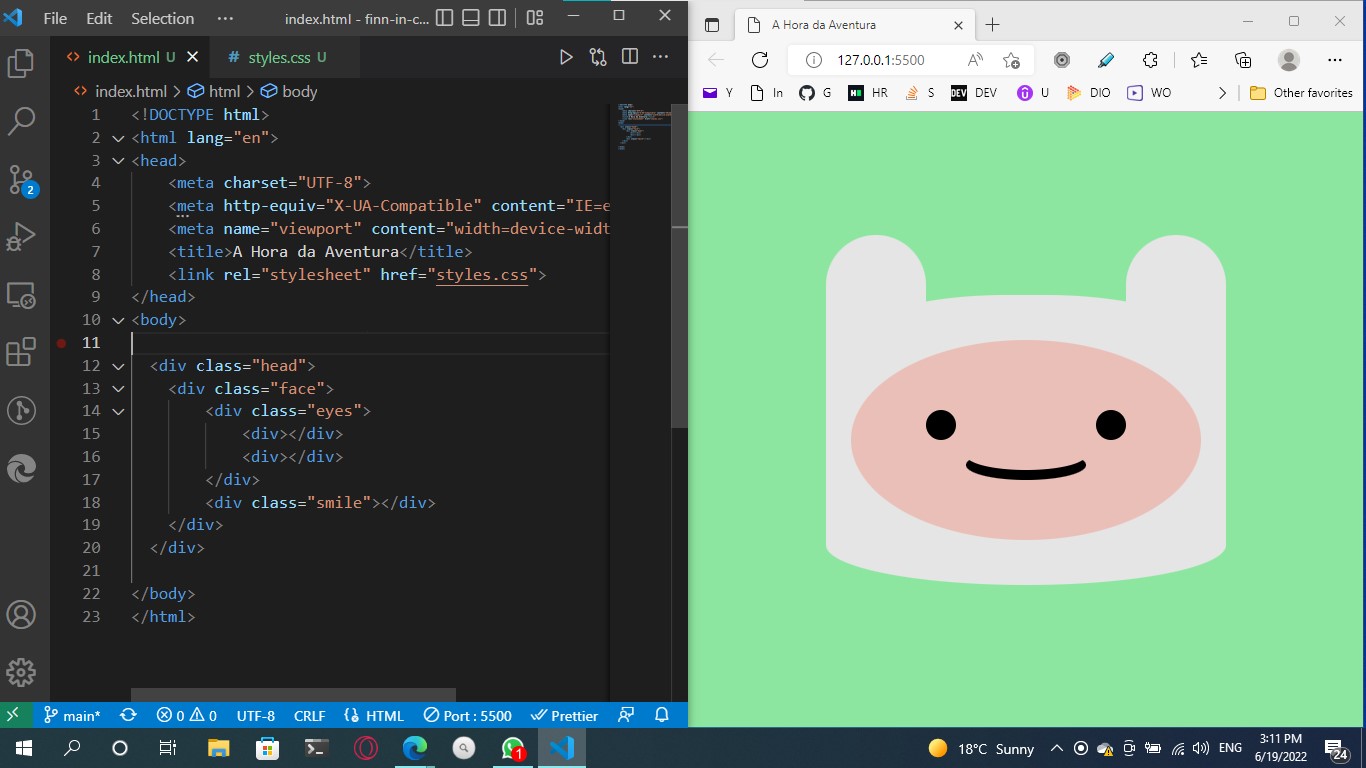 File Edit Selection ··· index.html - finn-in-c...
index.html U # styles.css U
index.html > html > body
1 <!DOCTYPE html>
2 <html lang="en">
3 <head>
4 <meta charset="UTF-8">
5 <meta http-equiv="X-UA-Compatible" content="IE=e
6 <meta name="viewport" content="width=device-widt
7 <title>A Hora da Aventura</title>
8 <link rel="stylesheet" href="styles.css">
9 </head>
10 <body>
11
12 <div class="head">
13 <div class="face">
14 <div class="eyes">
15 <div></div>
16 <div></div>
17 </div>
18 <div class="smile"></div>
19 </div>
20 </div>
21
22 </body>
23 </html>
2
main* 0 0 UTF-8 CRLF HTML Port : 5500 Prettier
A Hora da Aventura
127.0.0.1:5500
Y In G HR S DEV DEV U DIO WO Other favorites
1
18°C Sunny ENG
3:11 PM
6/19/2022
24